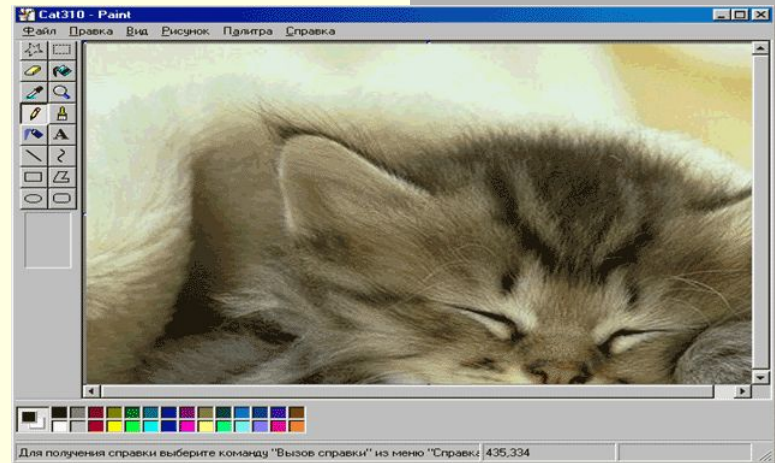 Cat310 - Paint
Файл Правка Вид Рисунок Палитра Справка
A
Для получения справки выберите команду "Вызов справки" из меню "Справка 435,334